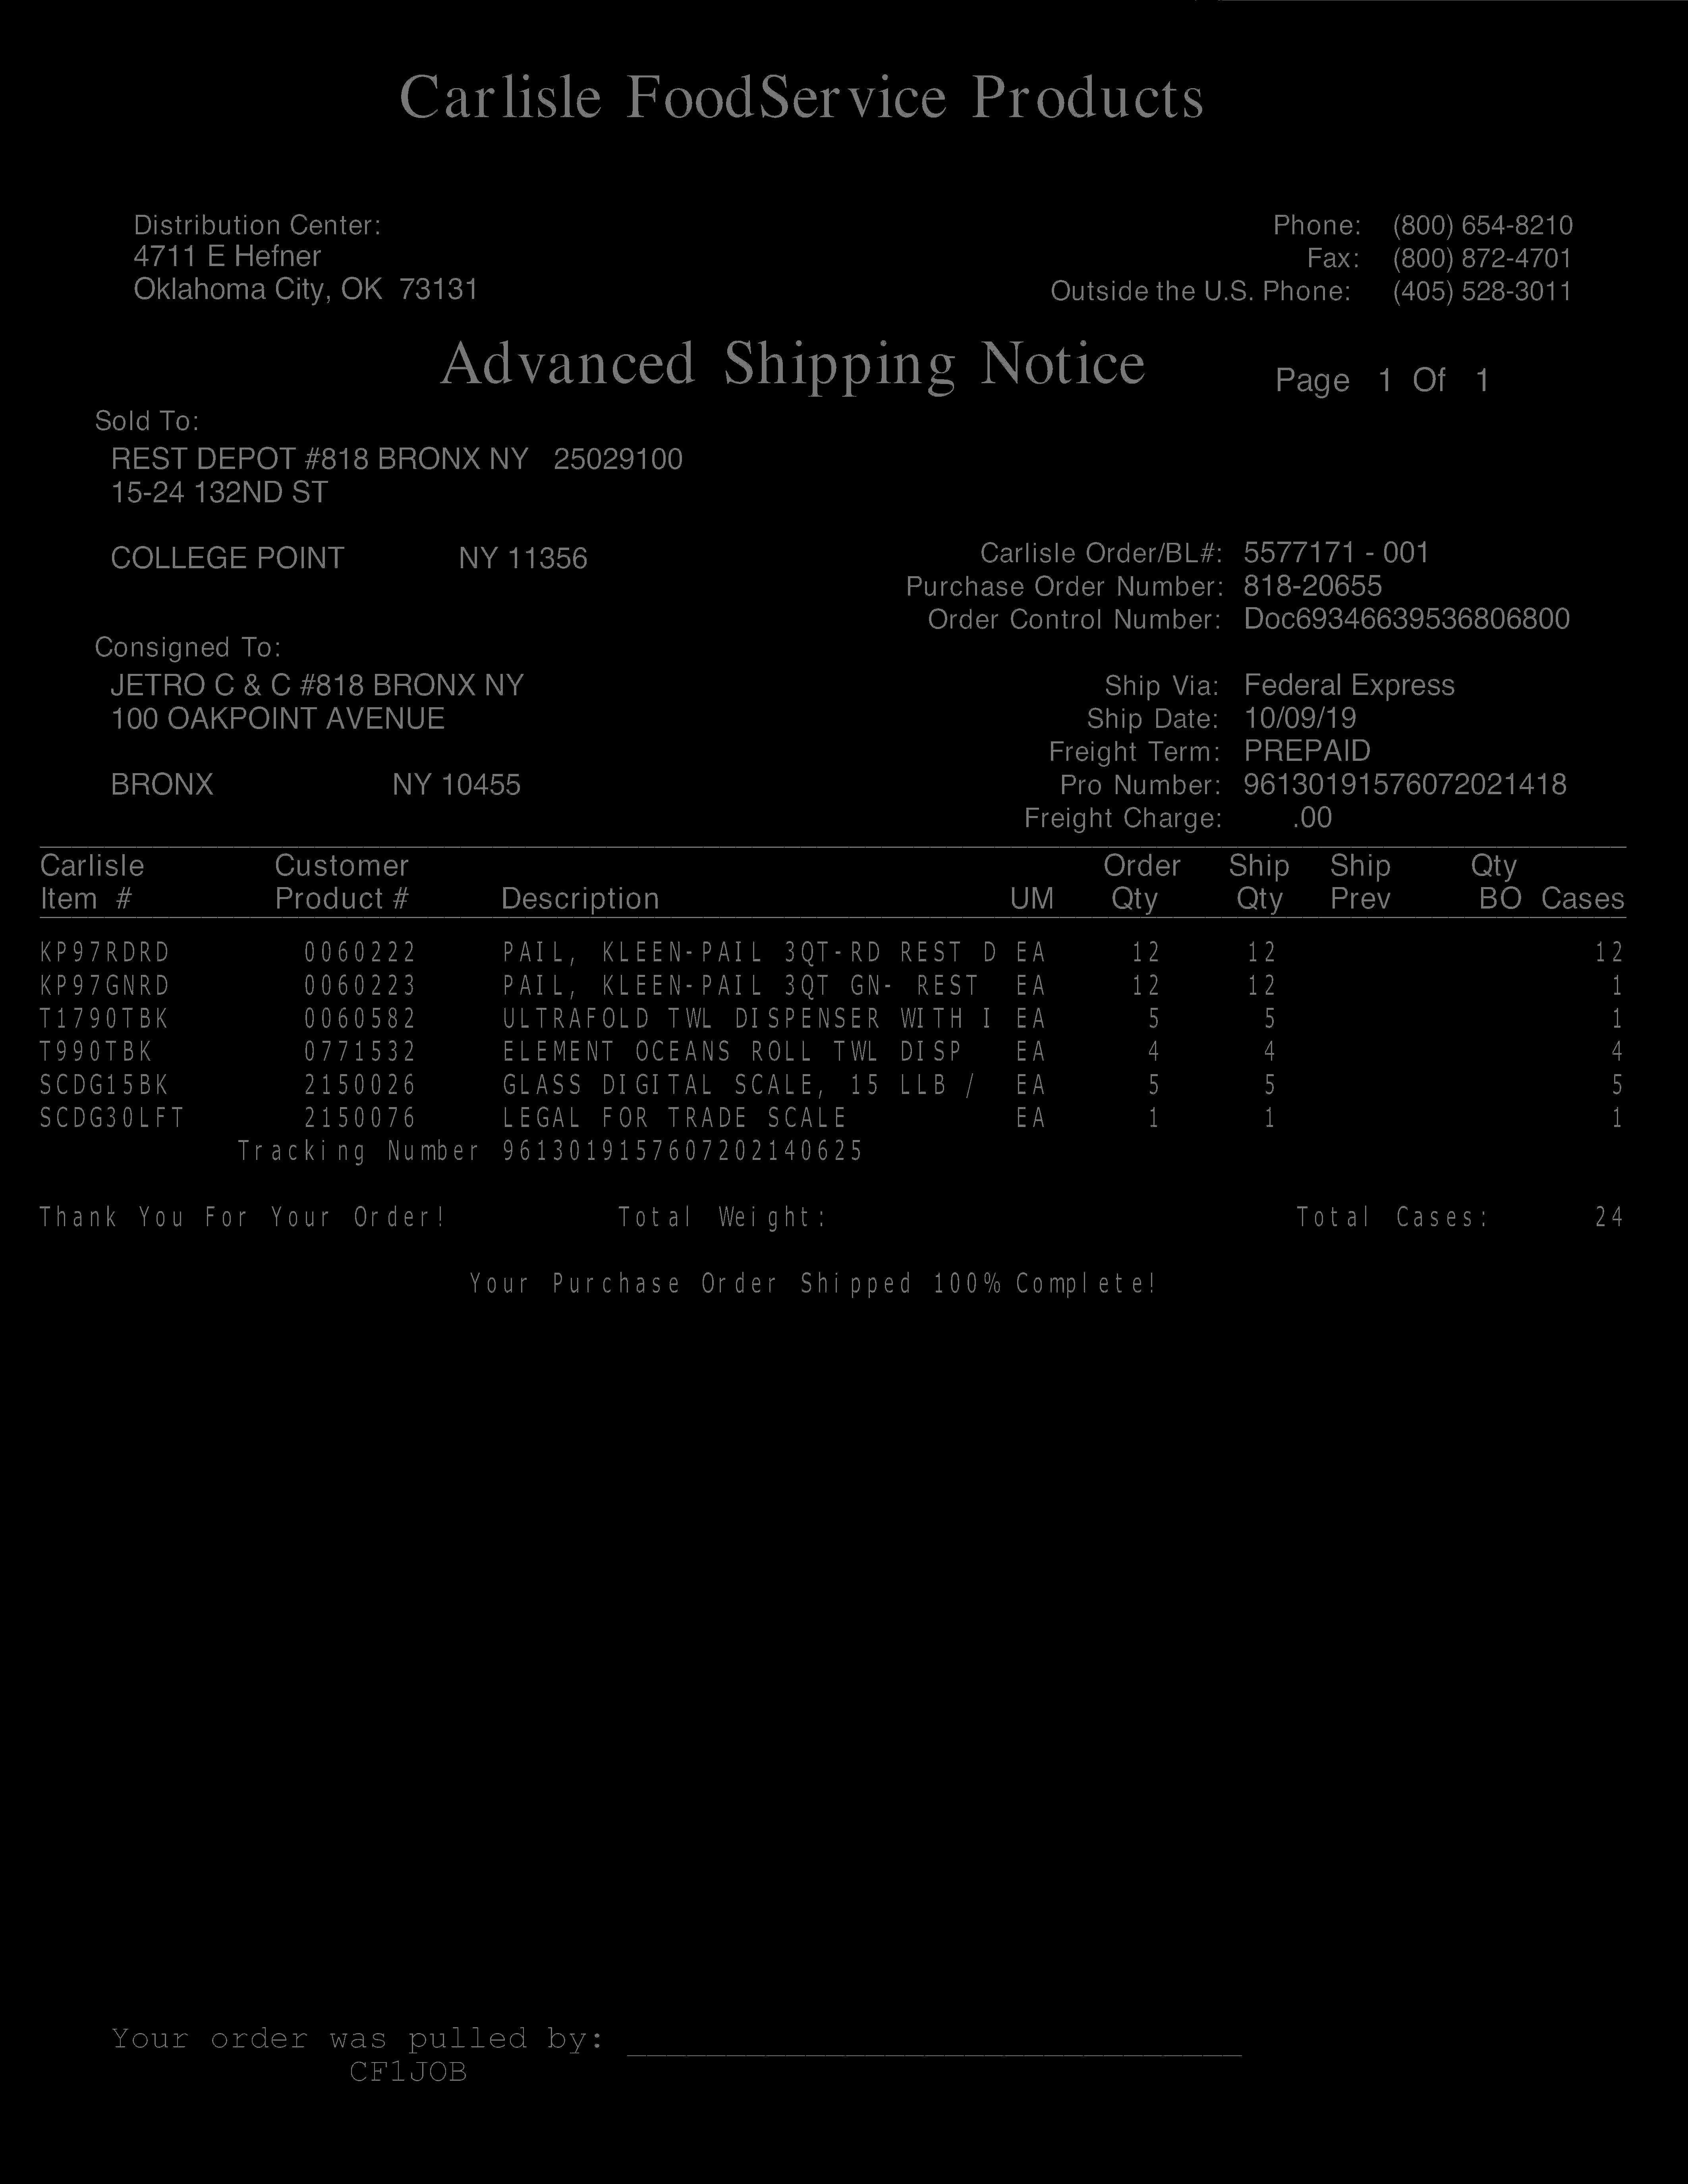 Carlisle FoodService Products
Distribution Center:
4711 E Hefner
Oklahoma City, OK 73131
Phone: (800) 654-8210
Fax: (800) 872-4701
Outside the U.S. Phone: (405) 528-3011
Advanced Shipping Notice
Page 1 Of 1
Sold To:
REST DEPOT #818 BRONX NY 25029100
15-24 132ND ST
COLLEGE POINT NY 11356
Carlisle Order/BL#: 5577171 - 001
Purchase Order Number: 818-20655
Order Control Number: Doc69346639536806800
Consigned To:
JETRO C & C #818 BRONX NY
100 OAKPOINT AVENUE
BRONX NY 10455
Ship Via: Federal Express
Ship Date: 10/09/19
Freight Term: PREPAID
Pro Number: 96130191576072021418
Freight Charge: .00
Carlisle Customer Order Ship Ship Qty
Item # Product # Description UM Qty Qty Prev BO Cases
KP97RDRD 0060222 PAIL, KLEEN-PAIL 3QT-RD REST D EA 12 12 12
KP97GNRD 0060223 PAIL, KLEEN-PAIL 3QT GN- REST EA 12 12 1
T1790TBK 0060582 ULTRAFOLD TWL DISPENSER WITH I EA 5 5 1
T990TBK 0771532 ELEMENT OCEANS ROLL TWL DISP EA 4 4 4
SCDG15BK 2150026 GLASS DIGITAL SCALE, 15 LLB / EA 5 5 5
SCDG30LFT 2150076 LEGAL FOR TRADE SCALE EA 1 1 1
Tracking Number 9613019157607202140625
Thank You For Your Order! Total Weight: Total Cases: 24
Your Purchase Order Shipped 100% Complete!
Your order was pulled by:
CF1JOB